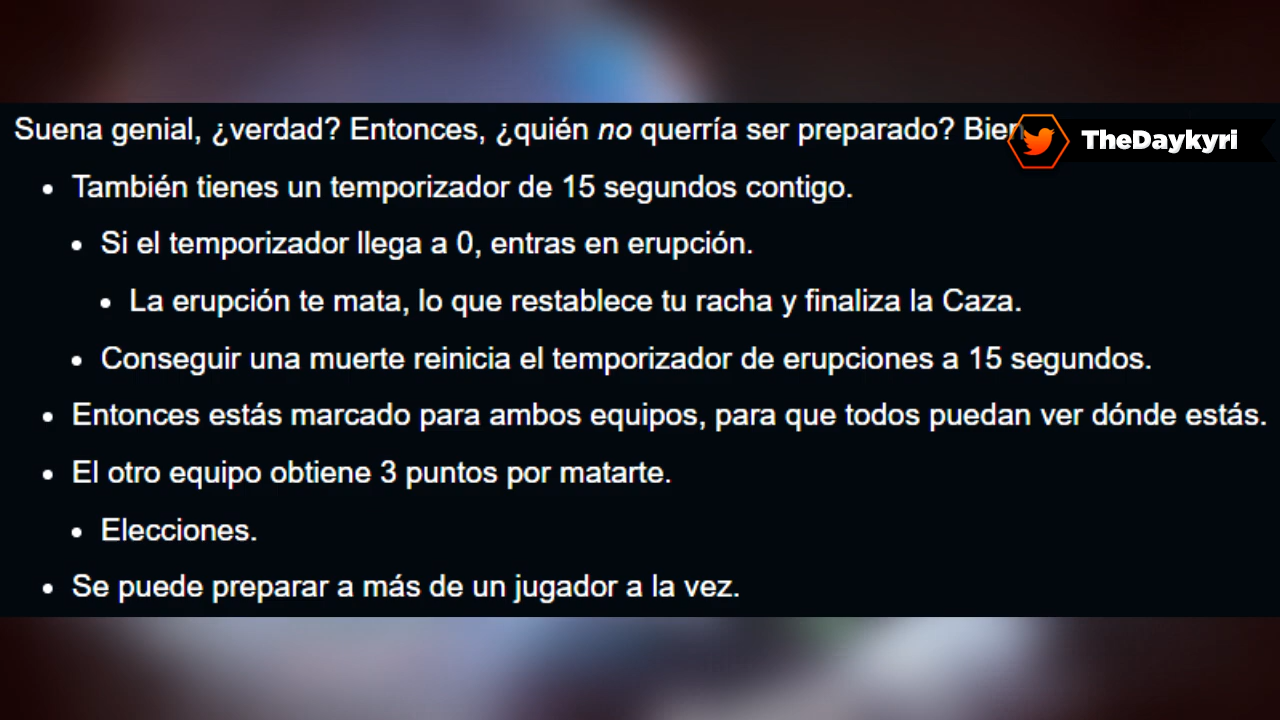 Suena genial, ¿verdad? Entonces, ¿quién no querría ser preparado? Bien
TheDaykyri
También tienes un temporizador de 15 segundos contigo.
Si el temporizador llega a 0, entras en erupción.
La erupción te mata, lo que restablece tu racha y finaliza la Caza.
Conseguir una muerte reinicia el temporizador de erupciones a 15 segundos.
Entonces estás marcado para ambos equipos, para que todos puedan ver dónde estás.
El otro equipo obtiene 3 puntos por matarte.
Elecciones.
Se puede preparar a más de un jugador a la vez.